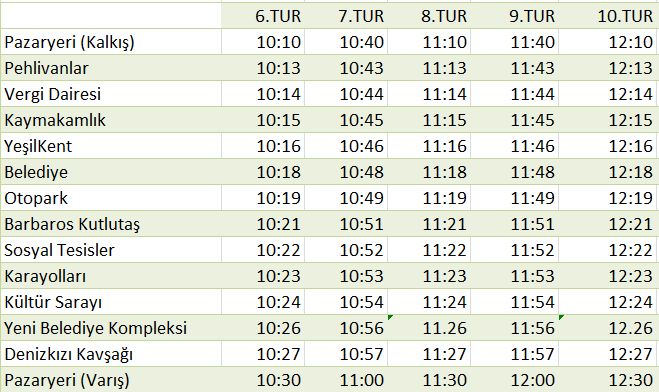 6.TUR 7.TUR 8.TUR 9.TUR 10.TUR
Pazaryeri (Kalkış) 10:10 10:40 11:10 11:40 12:10
Pehlivanlar 10:13 10:43 11:13 11:43 12:13
Vergi Dairesi 10:14 10:44 11:14 11:44 12:14
Kaymakamlık 10:15 10:45 11:15 11:45 12:15
YeşilKent 10:16 10:46 11:16 11:46 12:16
Belediye 10:18 10:48 11:18 11:48 12:18
Otopark 10:19 10:49 11:19 11:49 12:19
Barbaros Kutlutaş 10:21 10:51 11:21 11:51 12:21
Sosyal Tesisler 10:22 10:52 11:22 11:52 12:22
Karayolları 10:23 10:53 11:23 11:53 12:23
Kültür Sarayı 10:24 10:54 11:24 11:54 12:24
Yeni Belediye Kompleksi 10:26 10:56 11.26 11:56 12.26
Denizkızı Kavşağı 10:27 10:57 11:27 11:57 12:27
Pazaryeri (Varış) 10:30 11:00 11:30 12:00 12:30